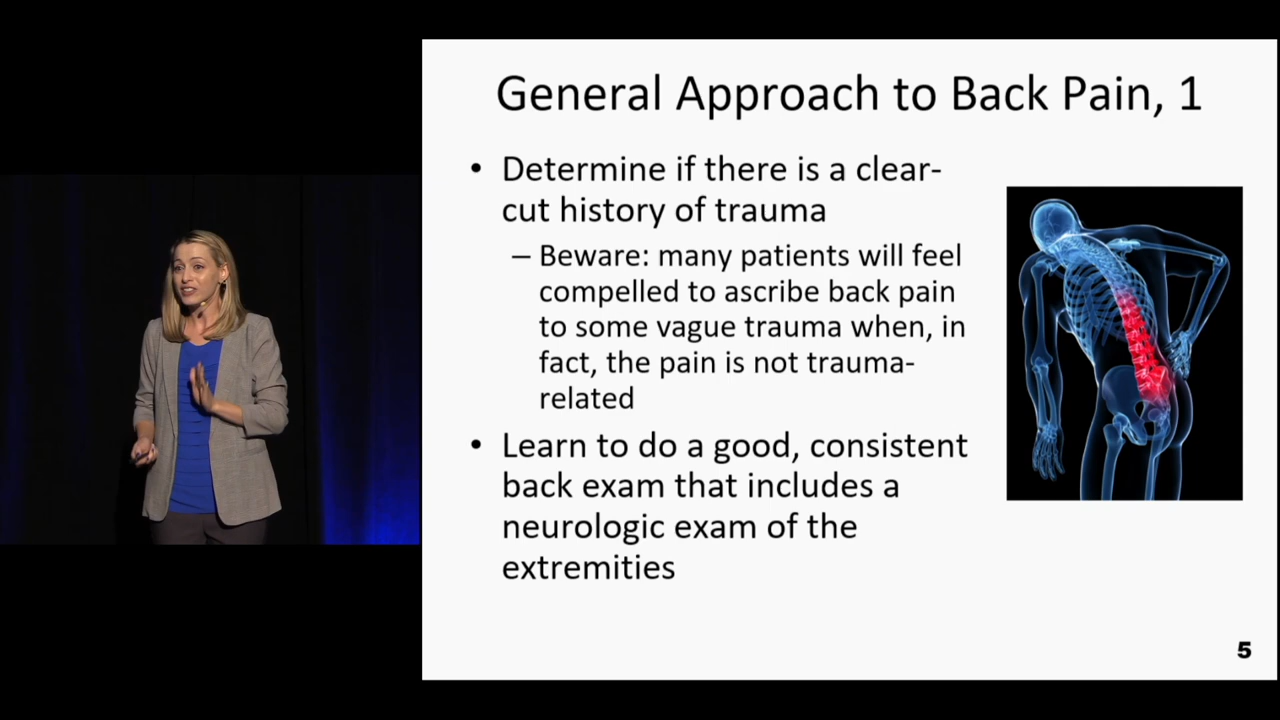 General Approach to Back Pain, 1
• Determine if there is a clear-
cut history of trauma
– Beware: many patients will feel
compelled to ascribe back pain
to some vague trauma when, in
fact, the pain is not trauma-
related
• Learn to do a good, consistent
back exam that includes a
neurologic exam of the
extremities
5